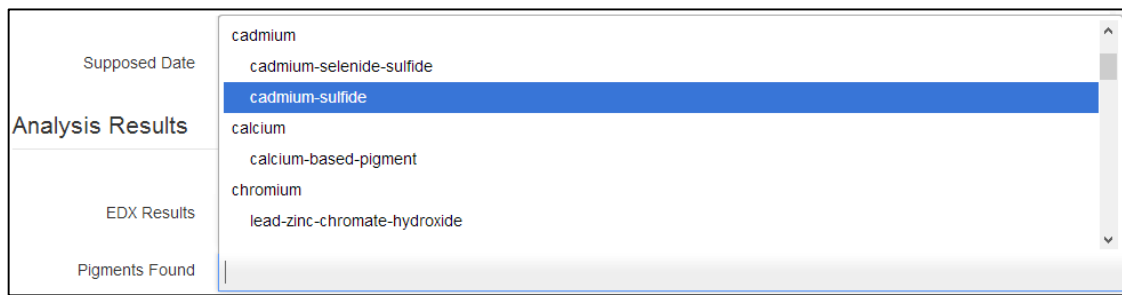 cadmium
Supposed Date
cadmium-selenide-sulfide
cadmium-sulfide
Analysis Results
calcium
calcium-based-pigment
chromium
EDX Results
lead-zinc-chromate-hydroxide
Pigments Found